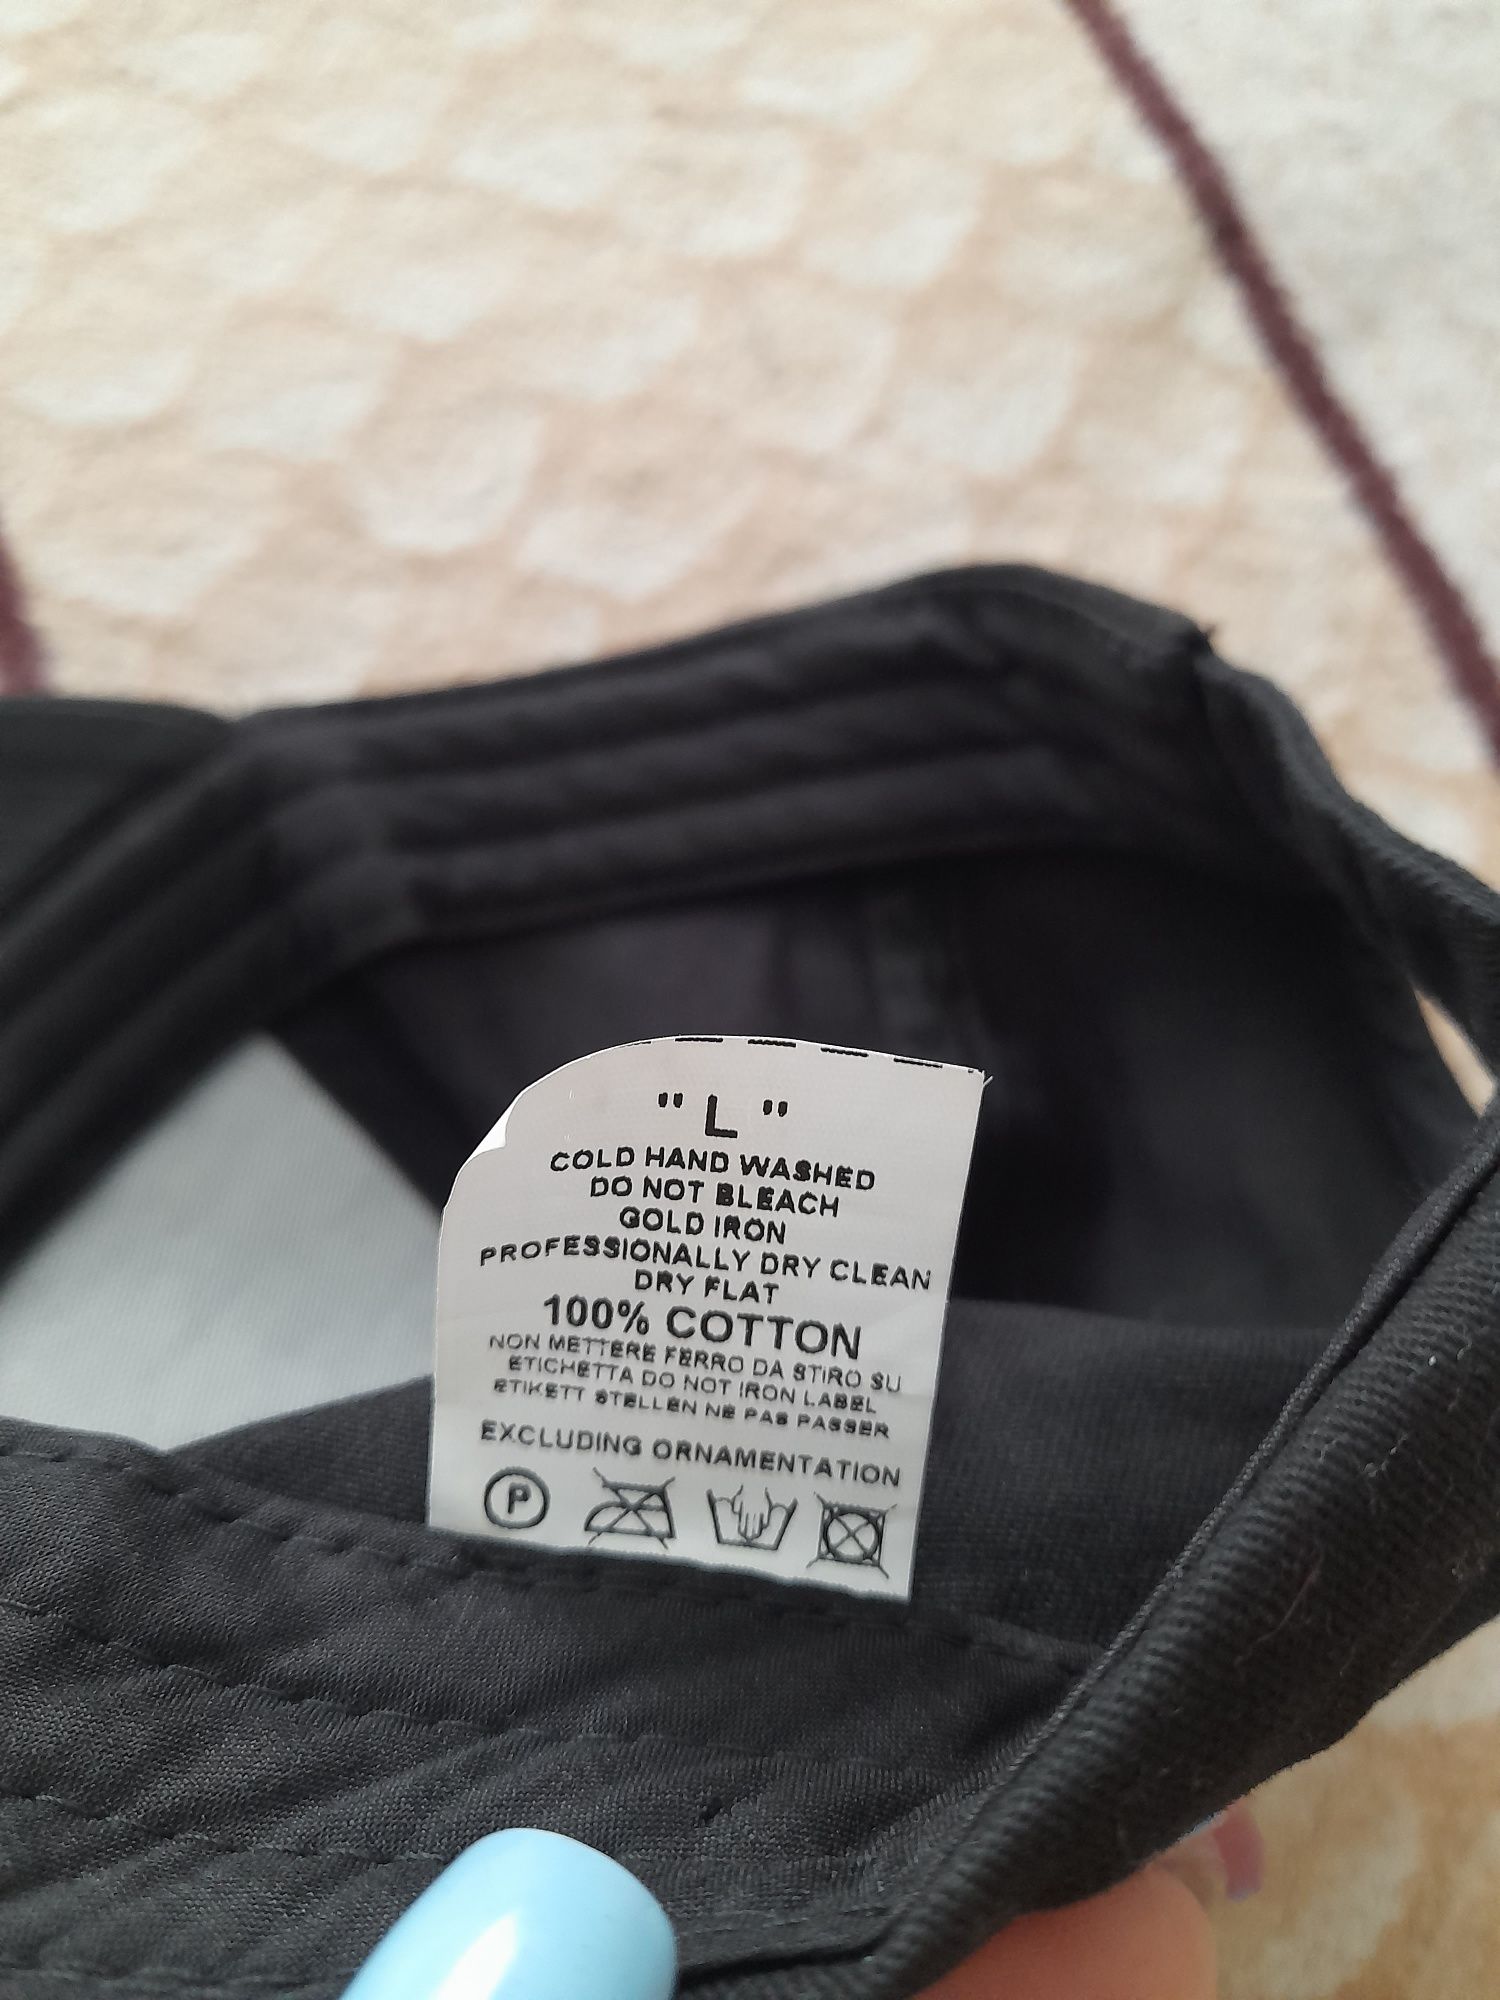 " L "
COLD HAND WASHED
DO NOT BLEACH
GOLD IRON
PROFESSIONALLY DRY CLEAN
DRY FLAT
100% COTTON
NON METTERE FERRO DA STIRO SU
ETICHETTA DO NOT IRON LABEL
ETIKETT STELLEN NE PAS PASSER
EXCLUDING ORNAMENTATION
P